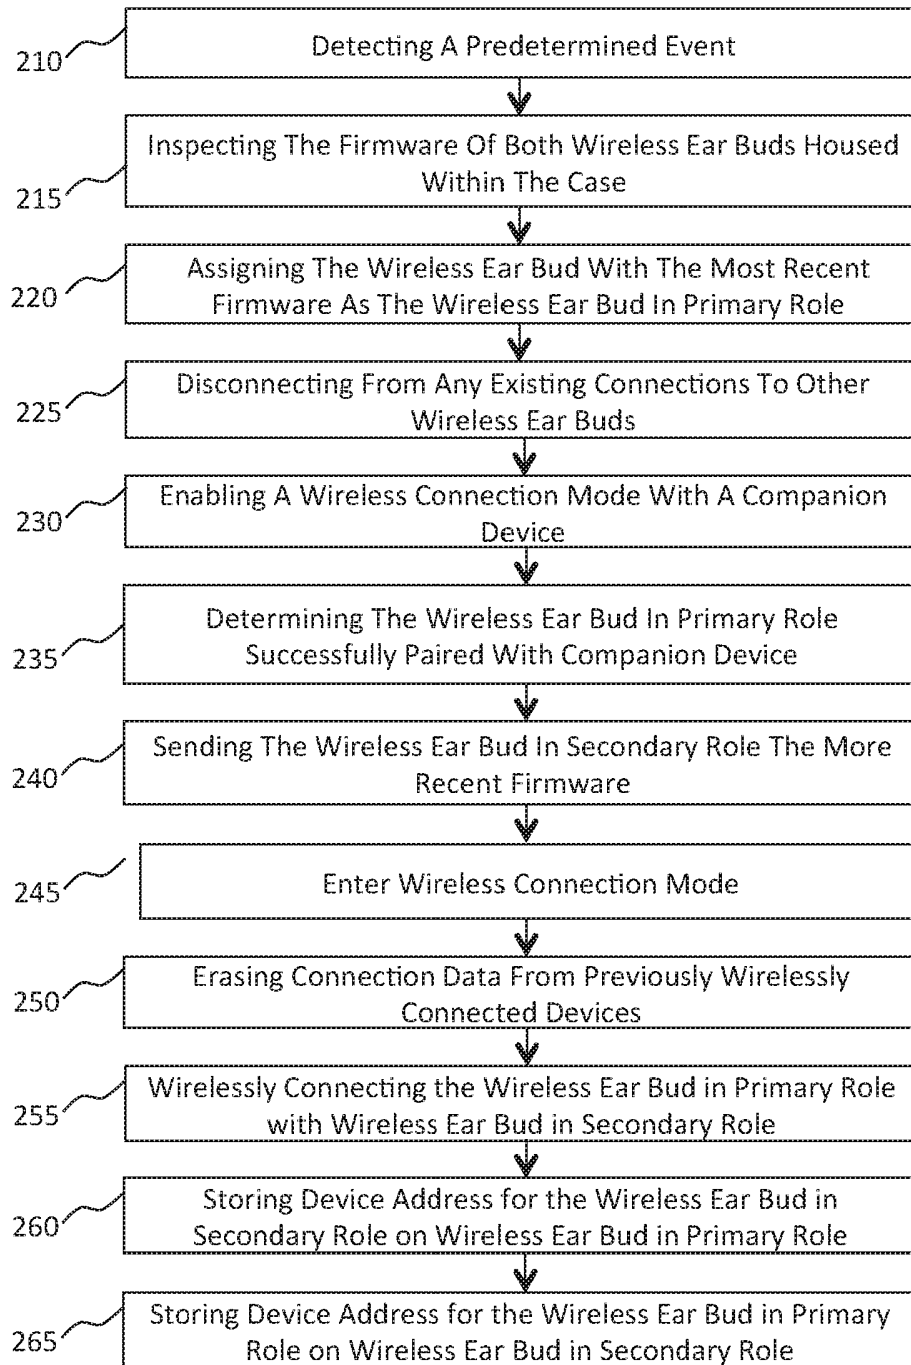 210
Detecting A Predetermined Event
Inspecting The Firmware Of Both Wireless Ear Buds Housed
Within The Case
215
Assigning The Wireless Ear Bud With The Most Recent
Firmware As The Wireless Ear Bud In Primary Role
220
Disconnecting From Any Existing Connections To Other
Wireless Ear Buds
225
Enabling A Wireless Connection Mode With A Companion
Device
230
Determining The Wireless Ear Bud In Primary Role
Successfully Paired With Companion Device
235
Sending The Wireless Ear Bud In Secondary Role The More
Recent Firmware
240
Enter Wireless Connection Mode
245
Erasing Connection Data From Previously Wirelessly
Connected Devices
250
Wirelessly Connecting the Wireless Ear Bud in Primary Role
with Wireless Ear Bud in Secondary Role
255
Storing Device Address for the Wireless Ear Bud in
Secondary Role on Wireless Ear Bud in Primary Role
260
Storing Device Address for the Wireless Ear Bud in Primary
Role on Wireless Ear Bud in Secondary Role
265